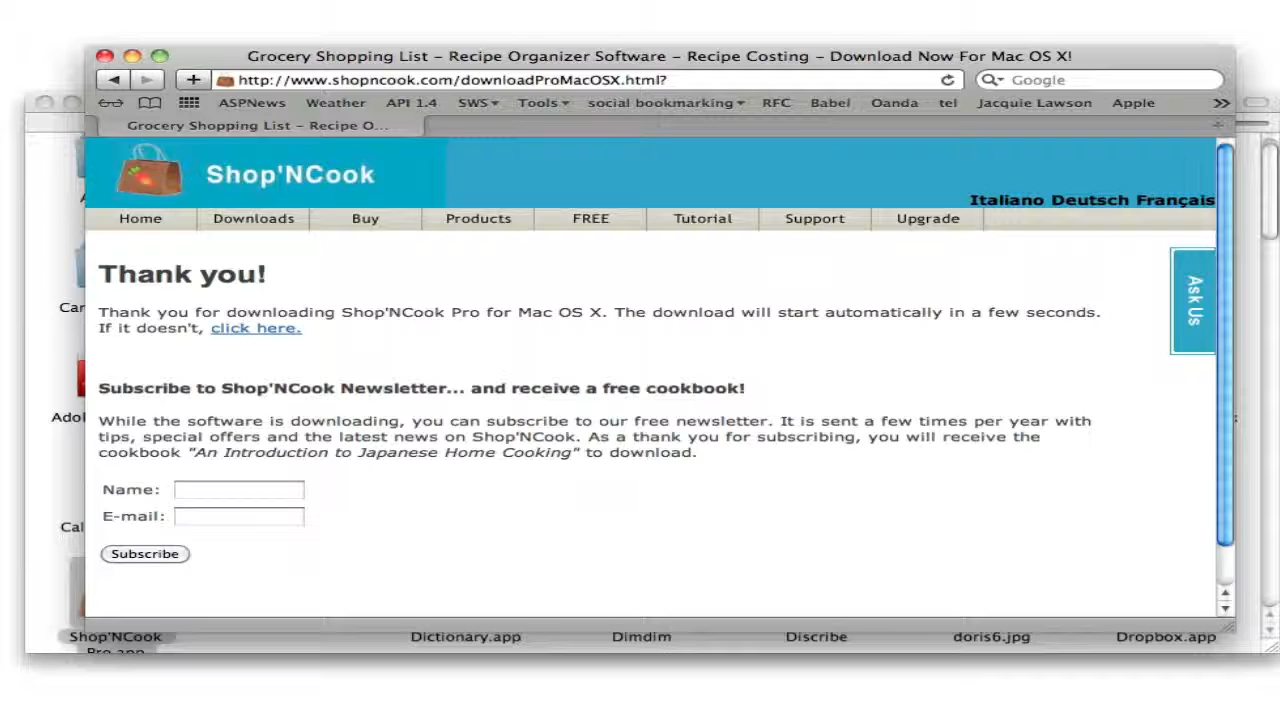 Grocery Shopping List – Recipe Organizer Software – Recipe Costing – Download Now For Mac OS X!
http://www.shopncook.com/downloadProMacOSX.html?
Google
ASPNews Weather API 1.4 SWS Tools social bookmarking RFC Babel Oanda tel Jacquie Lawson Apple
Grocery Shopping List – Recipe O...
Shop'NCook
Italiano Deutsch Français
Home Downloads Buy Products FREE Tutorial Support Upgrade
Thank you!
Thank you for downloading Shop'NCook Pro for Mac OS X. The download will start automatically in a few seconds.
If it doesn't, click here.
Ask Us
Subscribe to Shop'NCook Newsletter... and receive a free cookbook!
While the software is downloading, you can subscribe to our free newsletter. It is sent a few times per year with
tips, special offers and the latest news on Shop'NCook. As a thank you for subscribing, you will receive the
cookbook "An Introduction to Japanese Home Cooking" to download.
Name:
E-mail:
Subscribe
Car
Adol
Cal
Shop'NCook Dictionary.app Dimdim Discribe doris6.jpg Dropbox.app
Pro.app